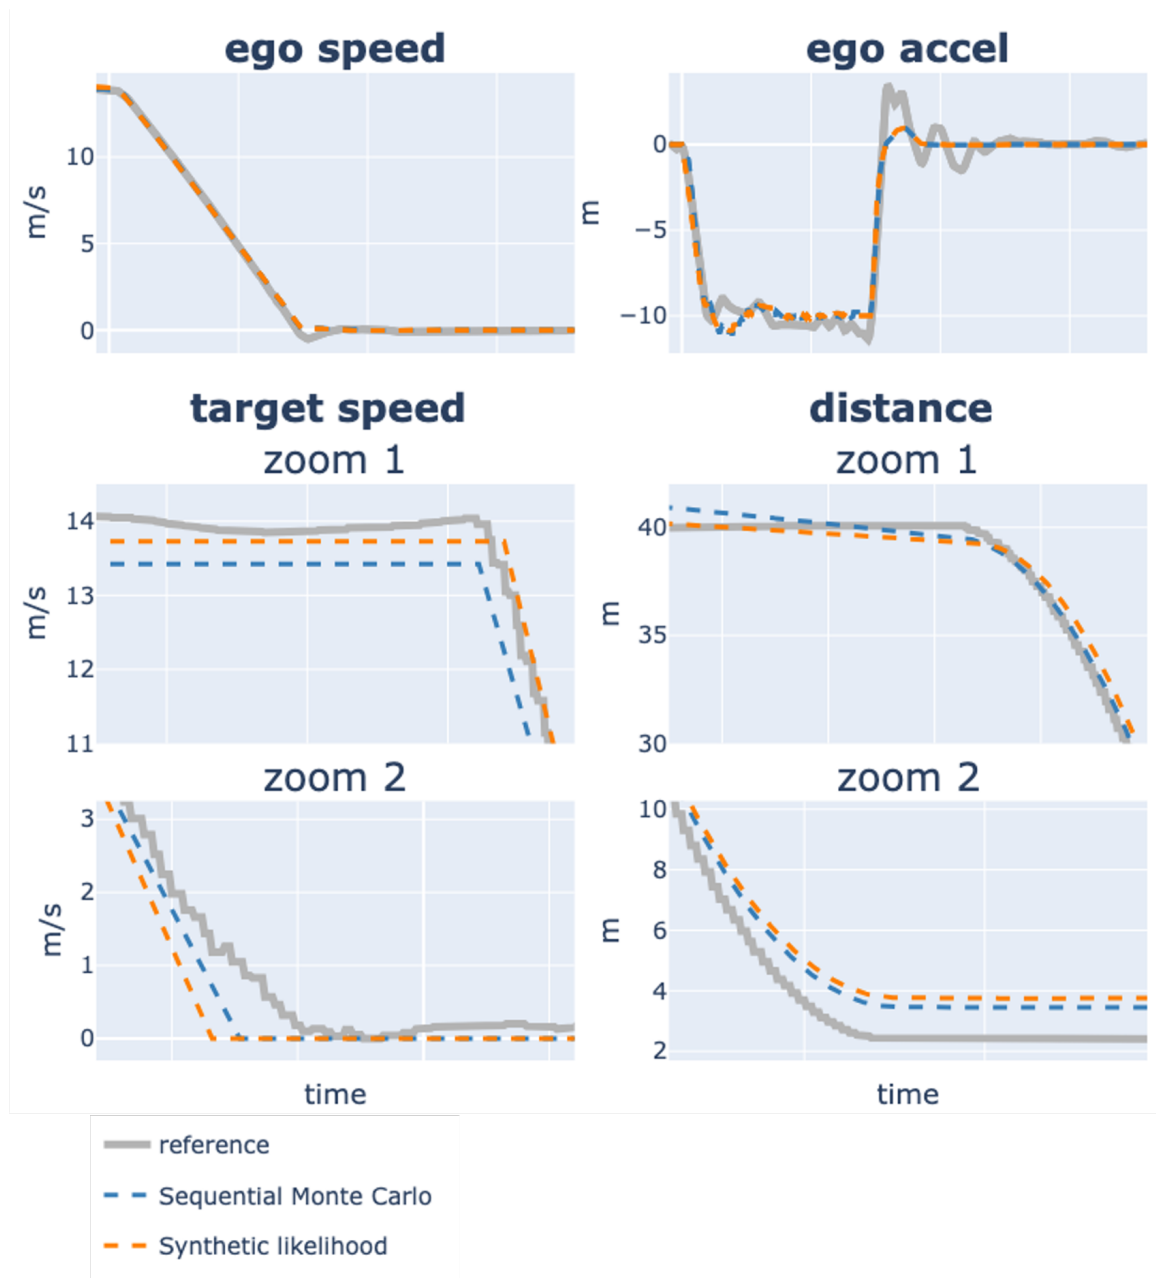 ego speed
ego accel
10
5
0
m/s
0
−5
−10
m
target speed
distance
zoom 1
zoom 1
14
13
12
11
m/s
40
35
30
m
zoom 2
zoom 2
3
2
1
0
m/s
10
8
6
4
2
m
time
time
reference
Sequential Monte Carlo
Synthetic likelihood